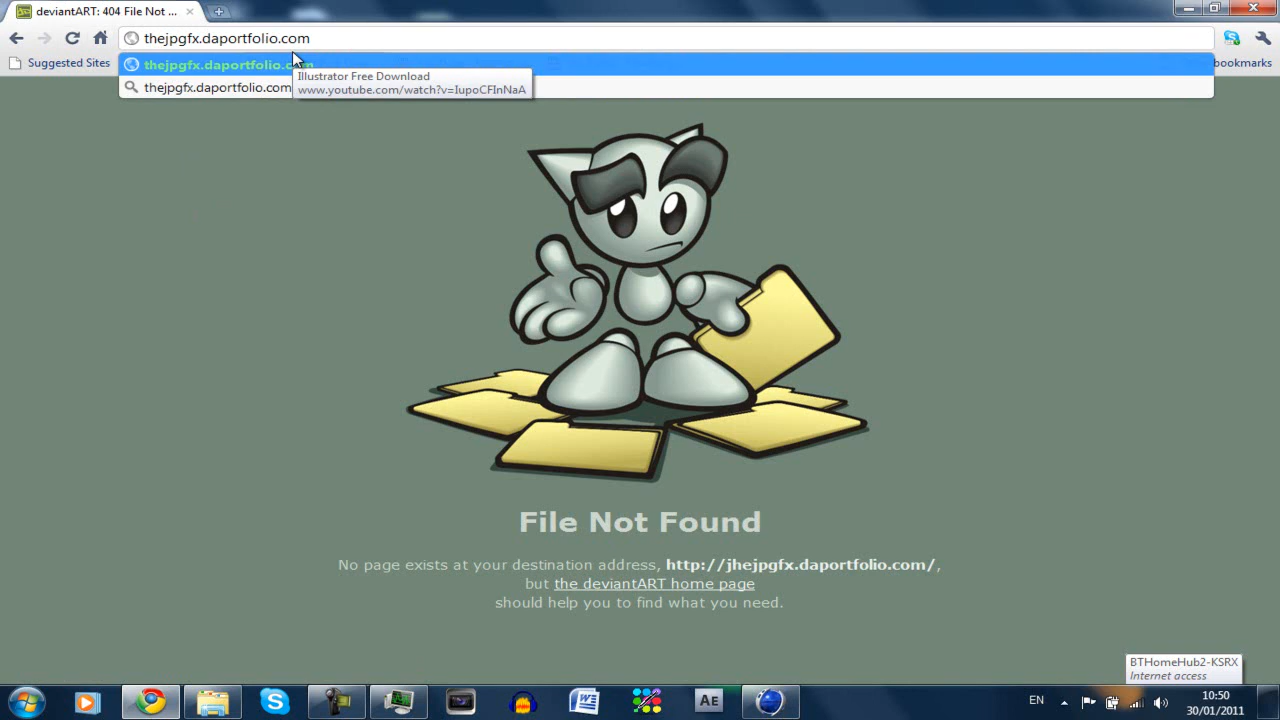 deviantART: 404 File Not ...
thejpgfx.daportfolio.com
Suggested Sites
bookmarks
thejpgfx.daportfolio.com
thejpgfx.daportfolio.com
Illustrator Free Download
www.youtube.com/watch?v=IupoCFInNaA
File Not Found
No page exists at your destination address, http://jhejpgfx.daportfolio.com/,
but the deviantART home page
should help you to find what you need.
BTHomeHub2-KSRX
Internet access
W
AE
EN
10:50
30/01/2011